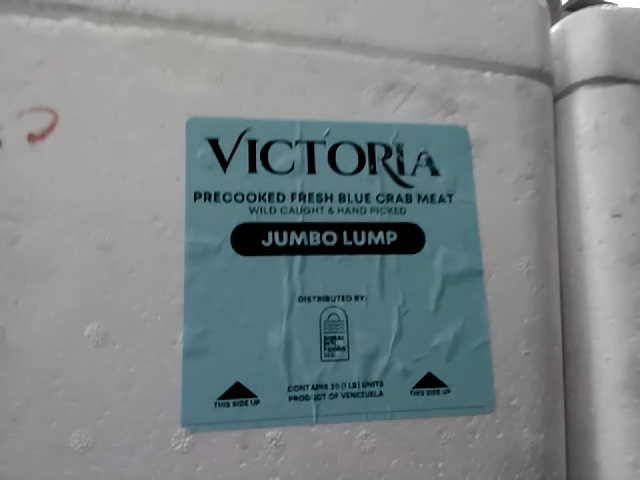 VICTORIA
PRECOOKED FRESH BLUE CRAB MEAT
WILD CAUGHT & HAND PICKED
JUMBO LUMP
DISTRIBUTED BY:
CONTAINS 30 (1 LB) UNITS
PRODUCT OF VENEZUELA
THIS SIDE UP
THIS SIDE UP